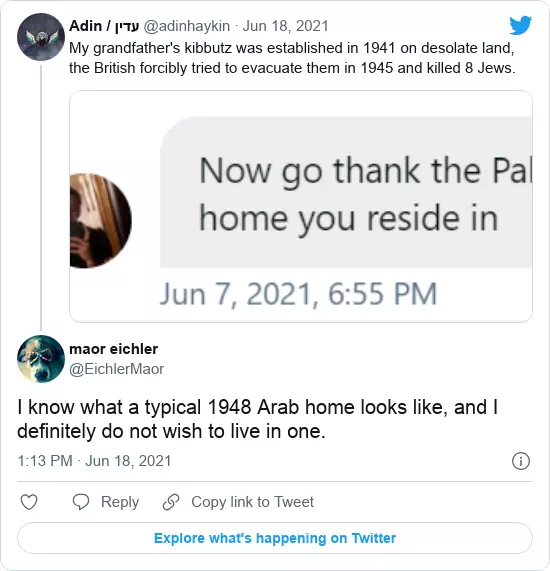 Adin / עדין @adinhaykin · Jun 18, 2021
My grandfather's kibbutz was established in 1941 on desolate land,
the British forcibly tried to evacuate them in 1945 and killed 8 Jews.
Now go thank the Pal
home you reside in
Jun 7, 2021, 6:55 PM
maor eichler
@EichlerMaor
I know what a typical 1948 Arab home looks like, and I
definitely do not wish to live in one.
1:13 PM · Jun 18, 2021
Reply Copy link to Tweet
Explore what's happening on Twitter